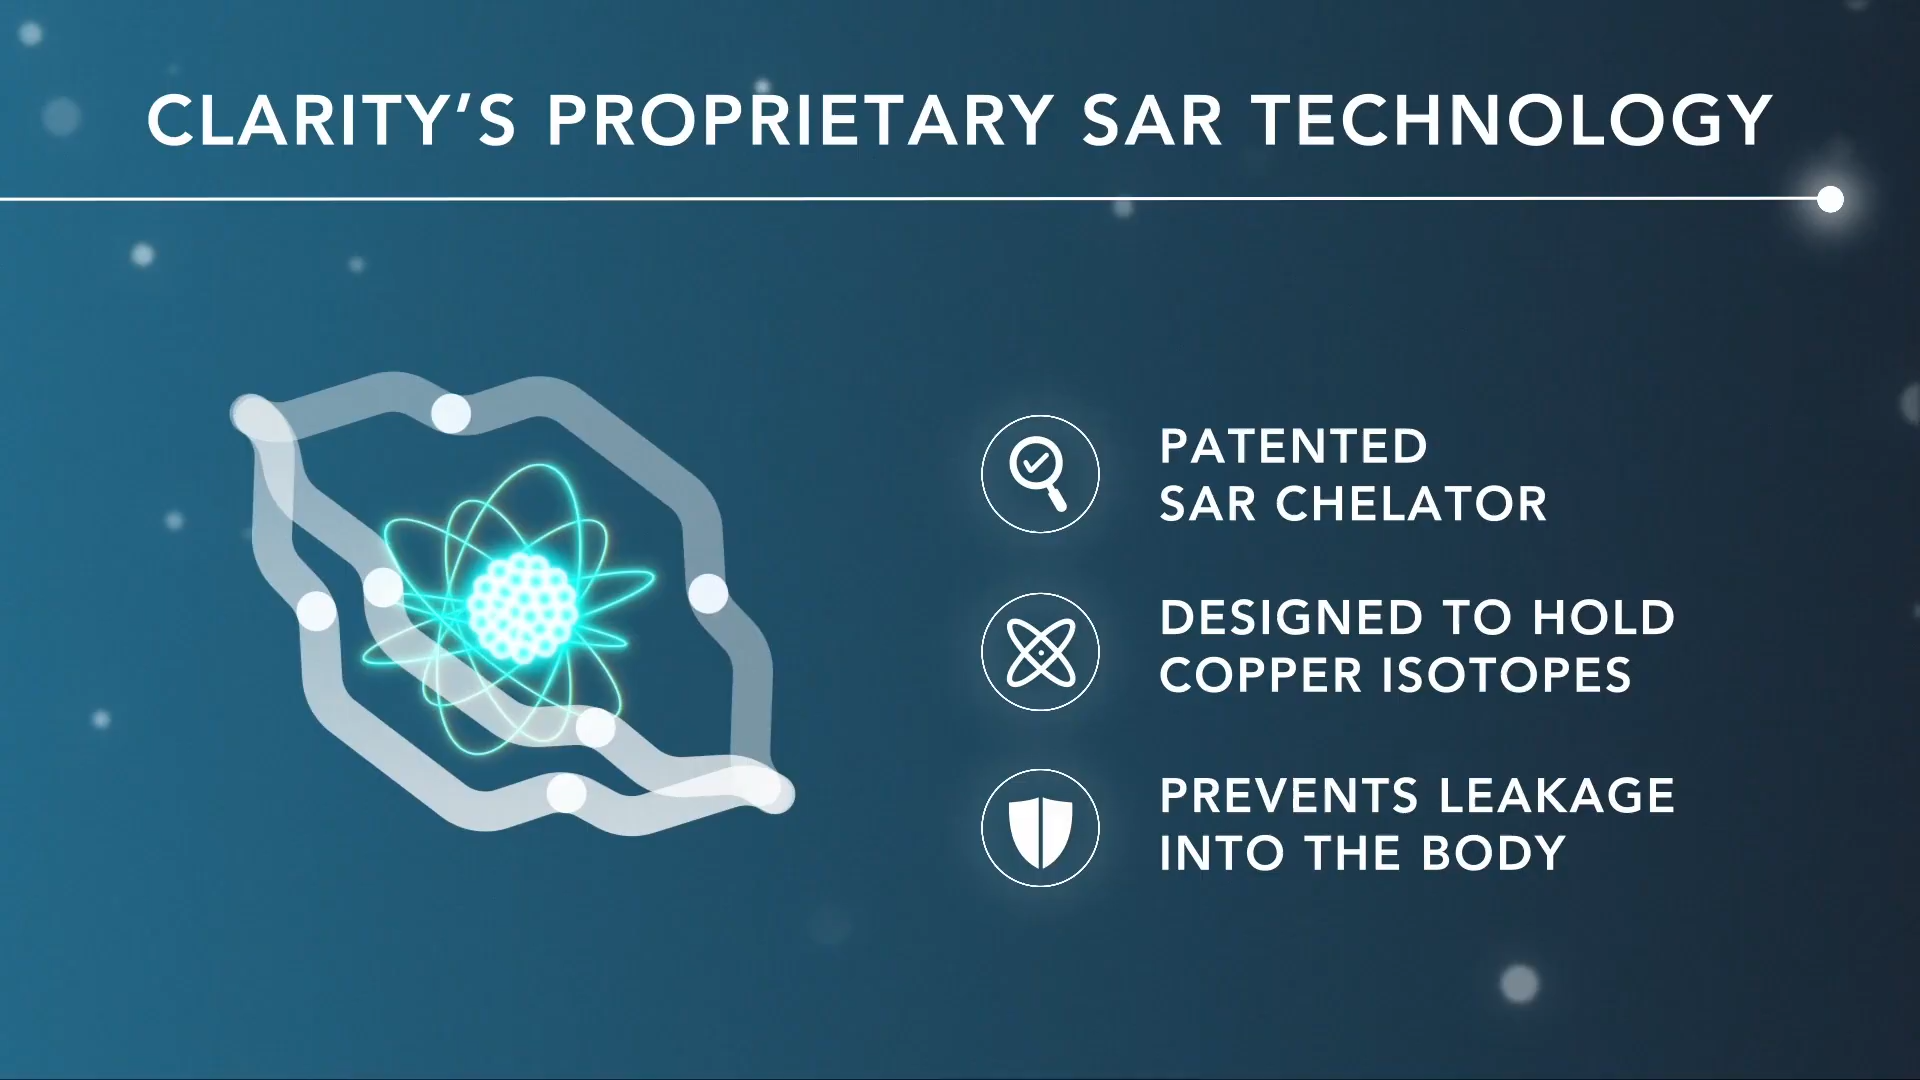 CLARITY’S PROPRIETARY SAR TECHNOLOGY
PATENTED
SAR CHELATOR
DESIGNED TO HOLD
COPPER ISOTOPES
PREVENTS LEAKAGE
INTO THE BODY